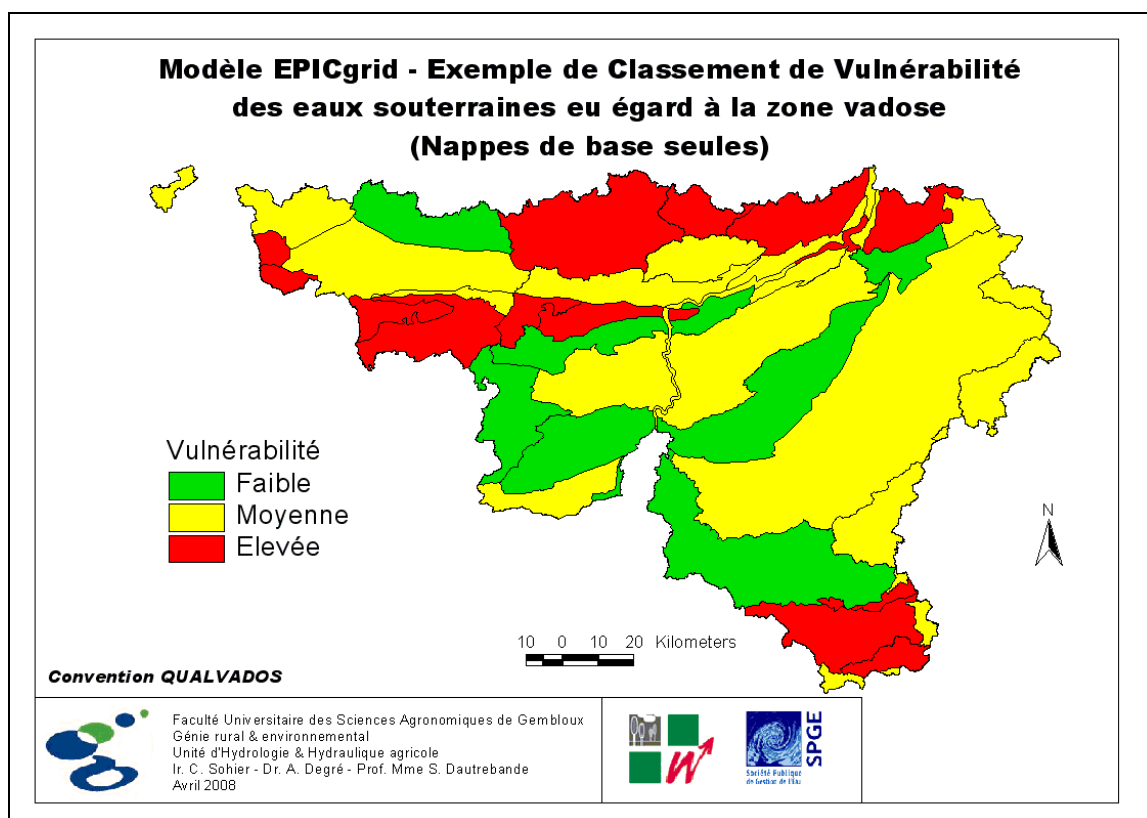 Modèle EPICgrid - Exemple de Classement de Vulnérabilité
des eaux souterraines eu égard à la zone vadose
(Nappes de base seules)
Vulnérabilité
Faible
Moyenne
Elevée
N
10 0 10 20 Kilometers
Convention QUALVADOS
Faculté Universitaire des Sciences Agronomiques de Gembloux
Génie rural & environnemental
Unité d'Hydrologie & Hydraulique agricole
Ir. C. Sohier - Dr. A. Degré - Prof. Mme S. Dautrebande
Avril 2008
W
SPGE
Société Publique
de Gestion de l'Eau